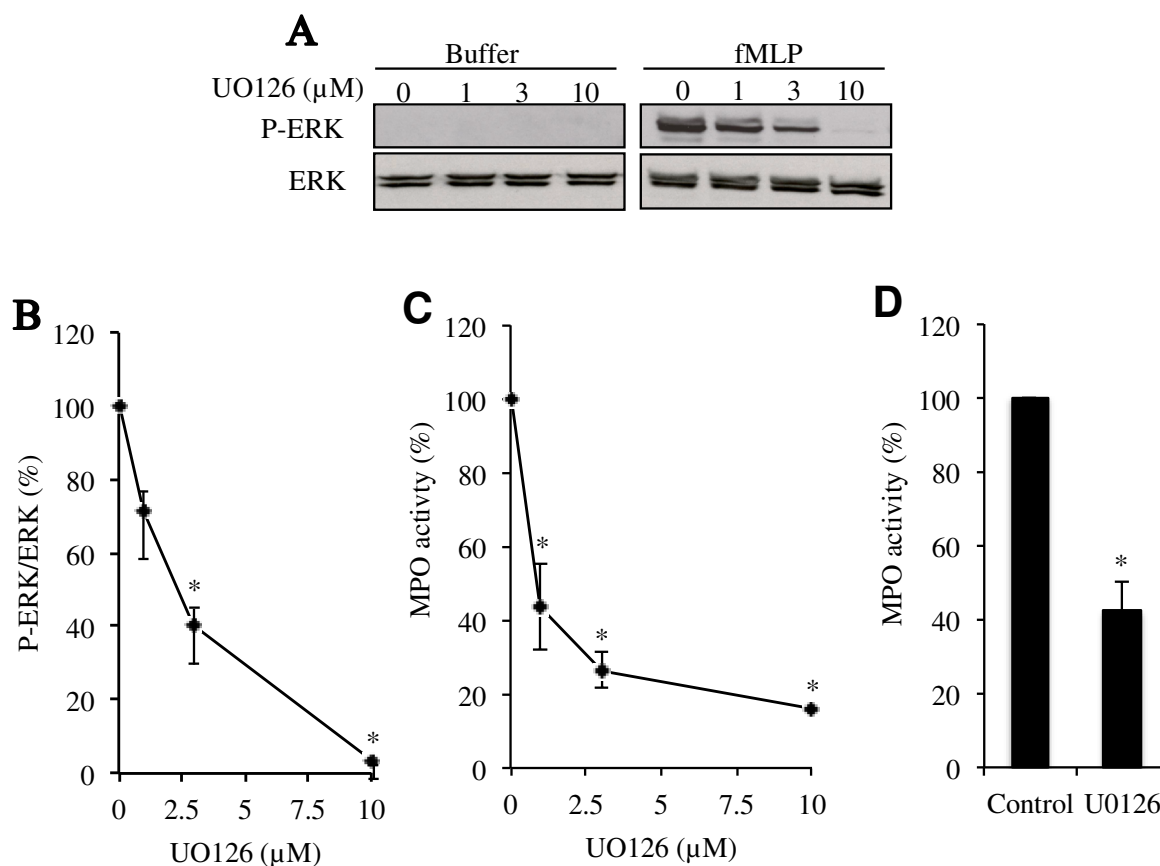 A
Buffer fMLP
UO126 (µM) 0 1 3 10 0 1 3 10
P-ERK
ERK
B
120
100
80
60
40
20
0
P-ERK/ERK (%)
*
*
0 2.5 5 7.5 10
UO126 (µM)
C
120
100
80
60
40
20
0
MPO activty (%)
*
*
*
0 2.5 5 7.5 10
UO126 (µM)
D
120
100
80
60
40
20
0
MPO activity (%)
*
Control U0126